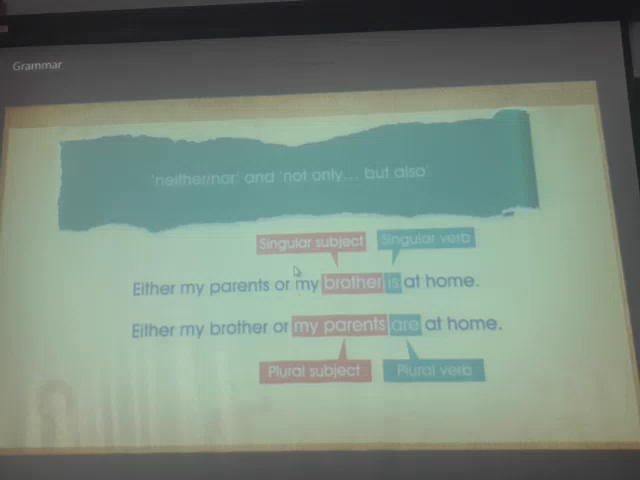 Grammar
'neither/nor' and 'not only... but also'
Singular subject Singular verb
Either my parents or my brother is at home.
Either my brother or my parents are at home.
Plural subject Plural verb